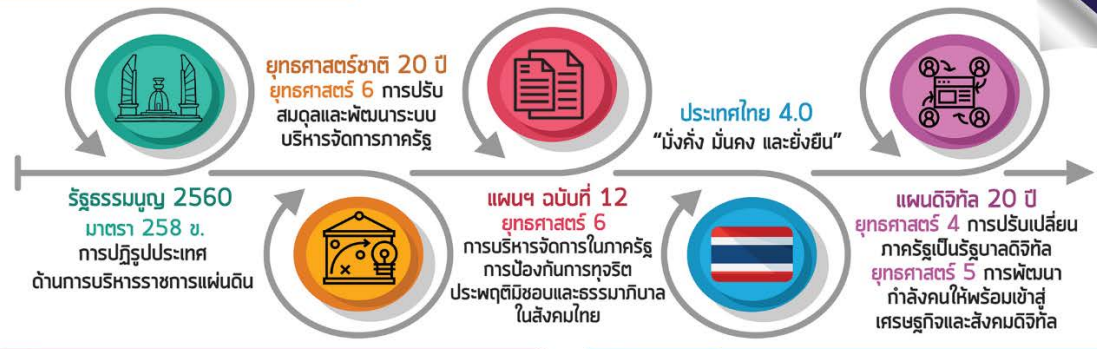 รัฐธรรมนูญ 2560
มาตรา 258 ข.
การปฏิรูปประเทศ
ด้านการบริหารราชการแผ่นดิน
ยุทธศาสตร์ชาติ 20 ปี
ยุทธศาสตร์ 6 การปรับ
สมดุลและพัฒนาระบบ
บริหารจัดการภาครัฐ
แผนฯ ฉบับที่ 12
ยุทธศาสตร์ 6
การบริหารจัดการในภาครัฐ
การป้องกันการทุจริต
ประพฤติมิชอบและธรรมาภิบาล
ในสังคมไทย
ประเทศไทย 4.0
“มั่งคั่ง มั่นคง และยั่งยืน”
แผนดิจิทัล 20 ปี
ยุทธศาสตร์ 4 การปรับเปลี่ยน
ภาครัฐเป็นรัฐบาลดิจิทัล
ยุทธศาสตร์ 5 การพัฒนา
กำลังคนให้พร้อมเข้าสู่
เศรษฐกิจและสังคมดิจิทัล